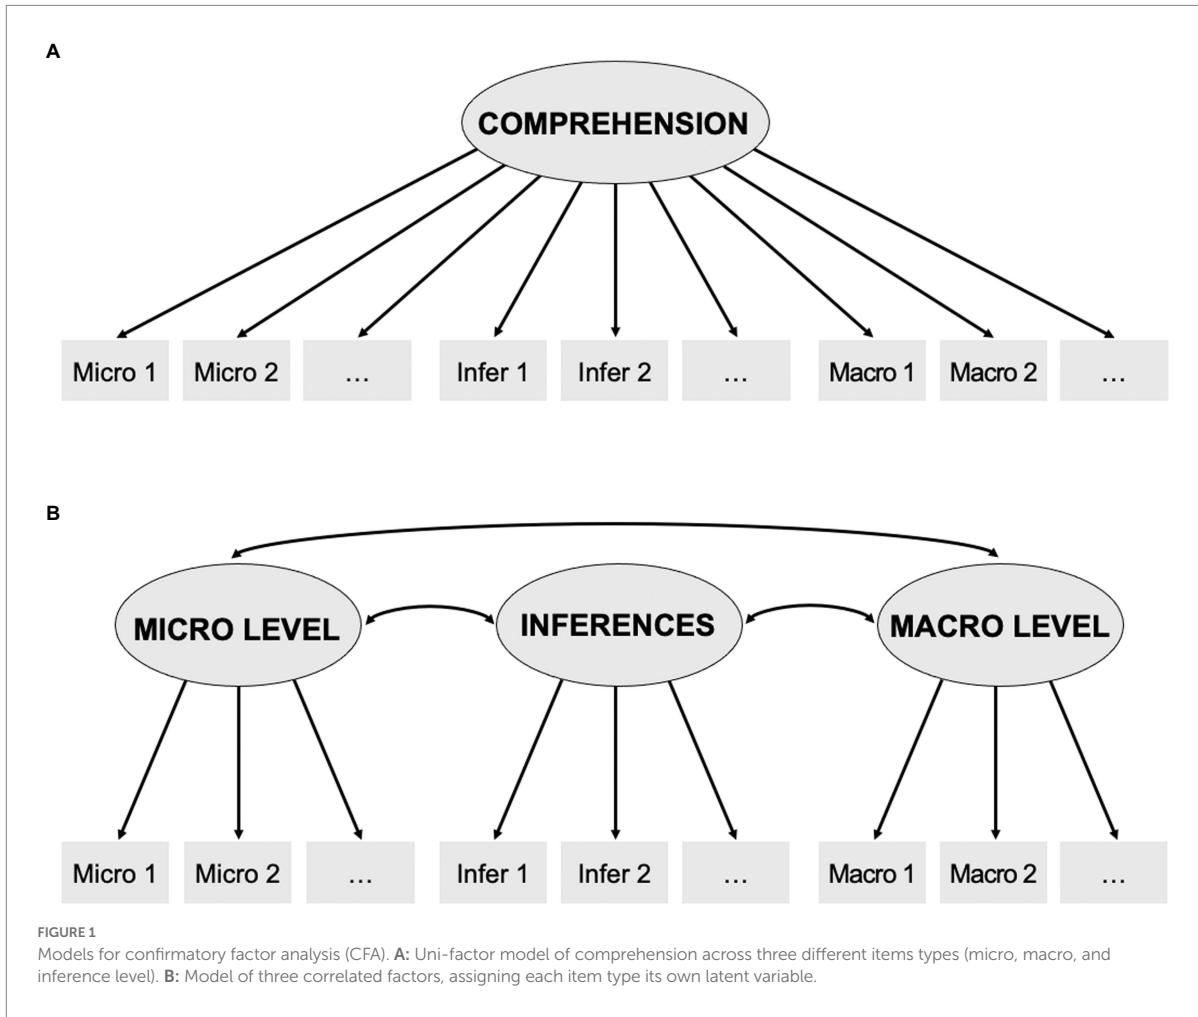 A
COMPREHENSION
Micro 1 Micro 2 ... Infer 1 Infer 2 ... Macro 1 Macro 2 ...
B
MICRO LEVEL INFERENCES MACRO LEVEL
Micro 1 Micro 2 ... Infer 1 Infer 2 ... Macro 1 Macro 2 ...
FIGURE 1
Models for confirmatory factor analysis (CFA). A: Uni-factor model of comprehension across three different items types (micro, macro, and
inference level). B: Model of three correlated factors, assigning each item type its own latent variable.